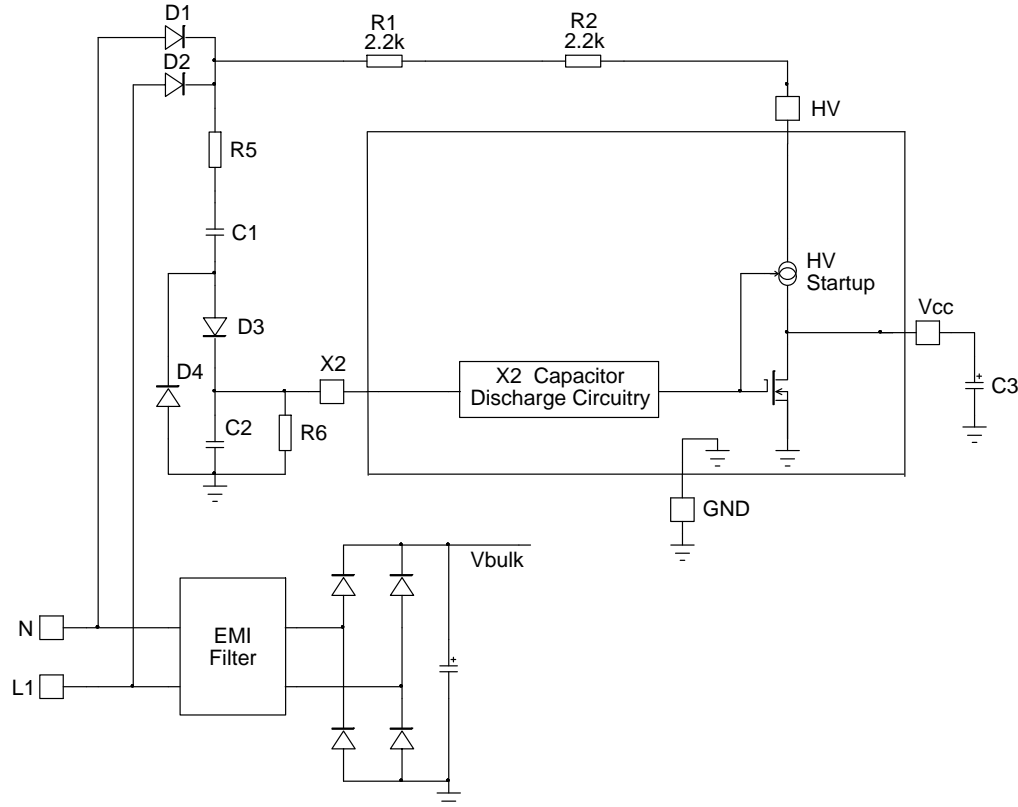 D1
R1
2.2k
R2
2.2k
D2
HV
R5
C1
HV
Startup
Vcc
D3
X2
D4
X2 Capacitor
Discharge Circuitry
C3
C2
R6
GND
Vbulk
N
EMI
Filter
L1